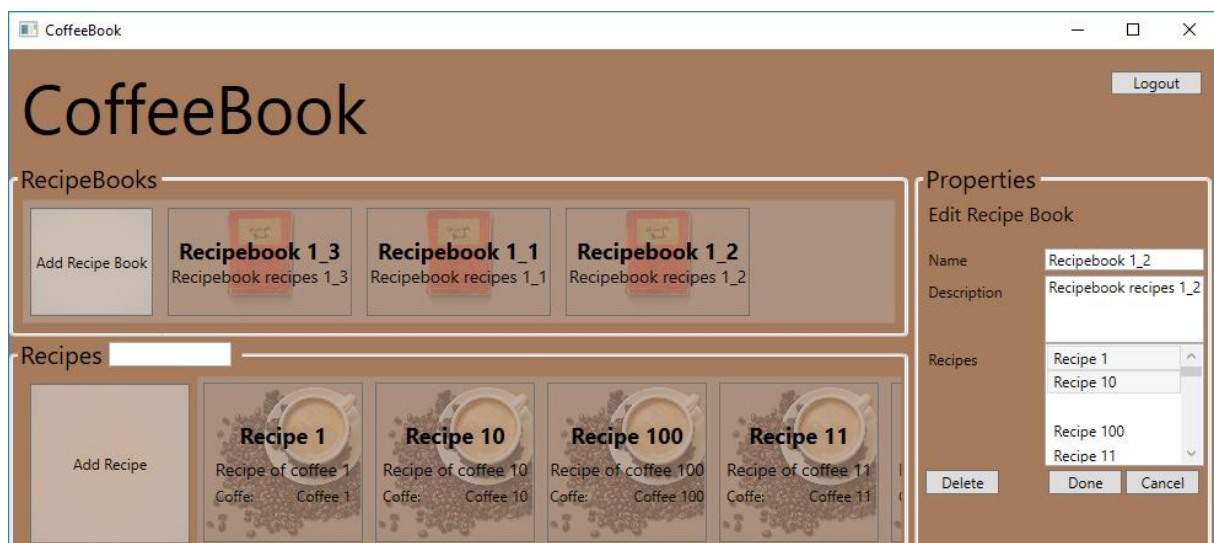 CoffeeBook
CoffeeBook
Logout
RecipeBooks
Add Recipe Book
Recipebook 1_3
Recipebook recipes 1_3
Recipebook 1_1
Recipebook recipes 1_1
Recipebook 1_2
Recipebook recipes 1_2
Recipes
Add Recipe
Recipe 1
Recipe of coffee 1
Coffe: Coffee 1
Recipe 10
Recipe of coffee 10
Coffe: Coffee 10
Recipe 100
Recipe of coffee 100
Coffe: Coffee 100
Recipe 11
Recipe of coffee 11
Coffe: Coffee 11
Properties
Edit Recipe Book
Name Recipebook 1_2
Description Recipebook recipes 1_2
Recipes Recipe 1
Recipe 10
Recipe 100
Recipe 11
Delete Done Cancel